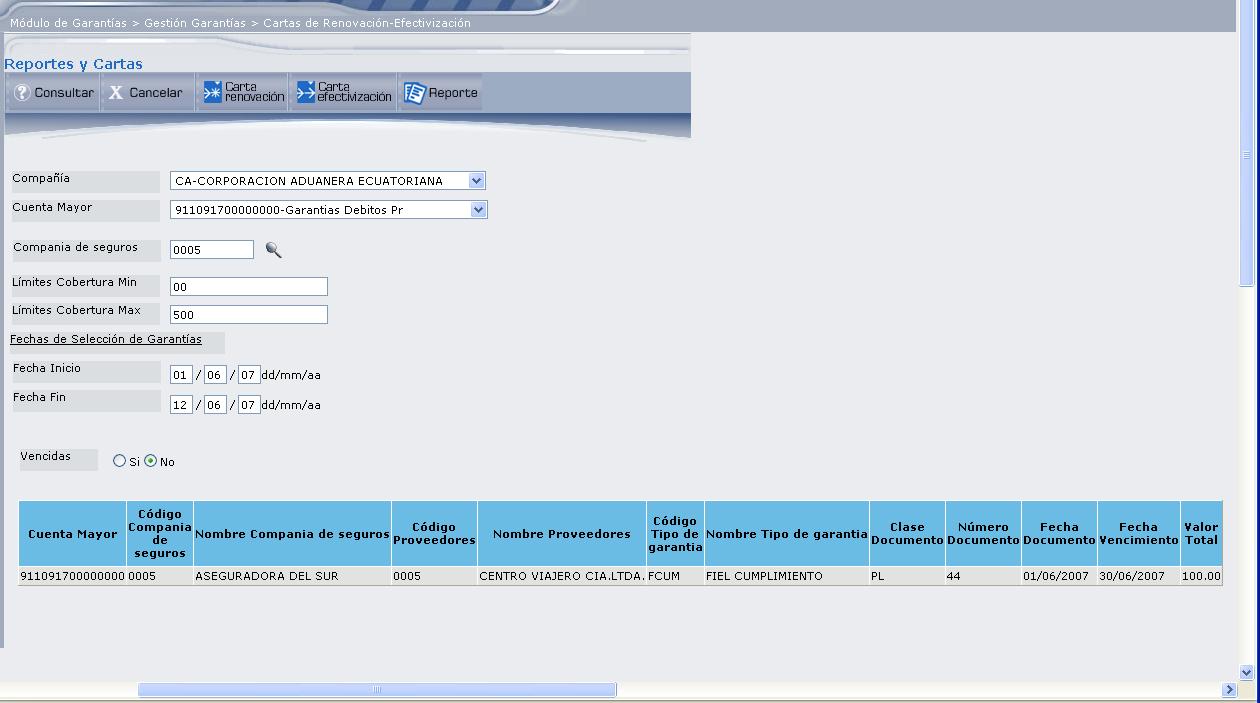 Módulo de Garantías > Gestión Garantías > Cartas de Renovación-Efectivización
Reportes y Cartas
Consultar
Cancelar
Carta renovación
Carta efectivización
Reporte
Compañía
CA-CORPORACION ADUANERA ECUATORIANA
Cuenta Mayor
911091700000000-Garantias Debitos Pr
Compania de seguros
0005
Límites Cobertura Min
00
Límites Cobertura Max
500
Fechas de Selección de Garantías
Fecha Inicio
01 / 06 / 07 dd/mm/aa
Fecha Fin
12 / 06 / 07 dd/mm/aa
Vencidas
Si No
Cuenta Mayor
Código Compania de seguros
Nombre Compania de seguros
Código Proveedores
Nombre Proveedores
Código Tipo de garantia
Nombre Tipo de garantia
Clase Documento
Número Documento
Fecha Documento
Fecha Vencimiento
Valor Total
911091700000000 0005 ASEGURADORA DEL SUR 0005 CENTRO VIAJERO CIA.LTDA. FCUM FIEL CUMPLIMIENTO PL 44 01/06/2007 30/06/2007 100.00